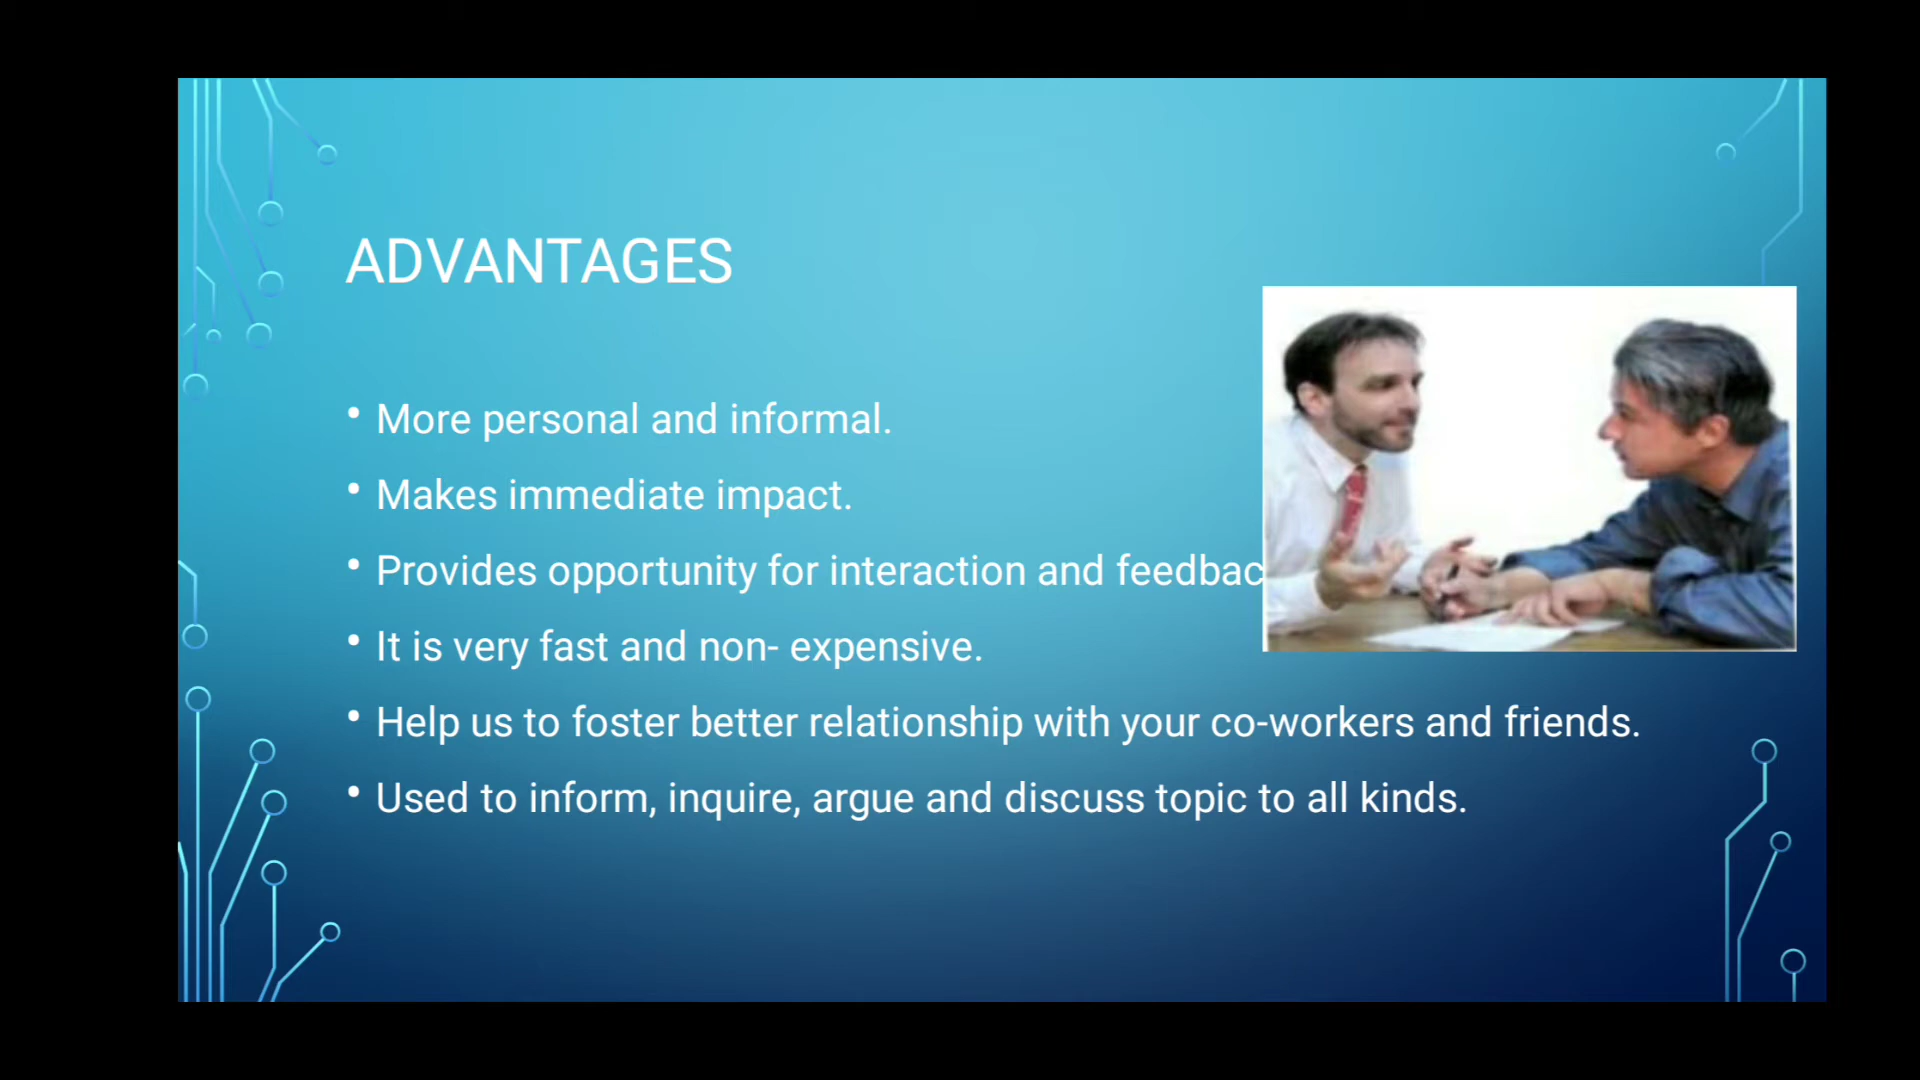 ADVANTAGES
• More personal and informal.
• Makes immediate impact.
• Provides opportunity for interaction and feedbac
• It is very fast and non- expensive.
• Help us to foster better relationship with your co-workers and friends.
• Used to inform, inquire, argue and discuss topic to all kinds.